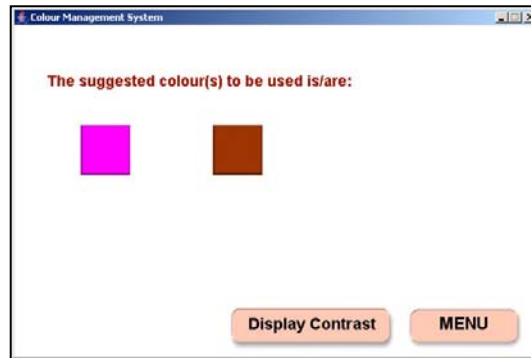 Colour Management System
The suggested colour(s) to be used is/are:
Display Contrast MENU